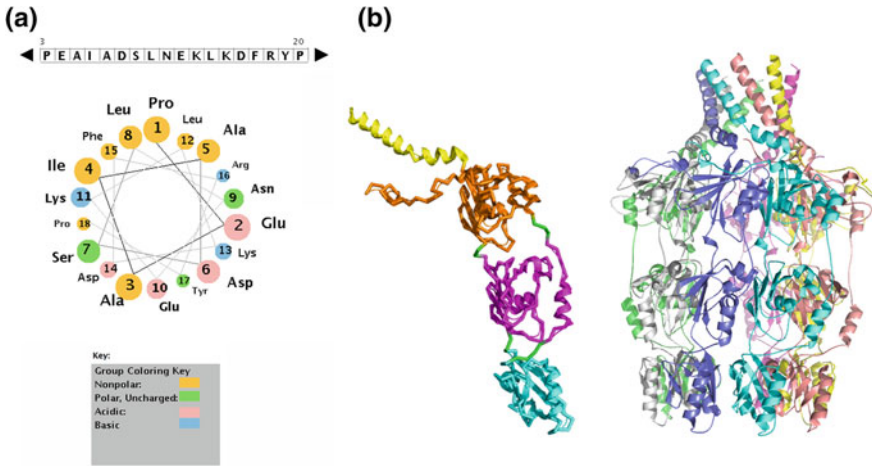 (a)
3 20
P E A I A D S L N E K L K D F R Y P
Pro
1
Leu
8
Leu
12
Phe
15
Ala
5
Ile
4
Arg
16
Lys
11
Asn
9
Pro
18
Glu
2
Ser
7
Lys
13
Asp
14
Asp
6
Ala
3
Glu
10
Tyr
17
Key:
Group Coloring Key
Nonpolar:
Polar, Uncharged:
Acidic:
Basic
(b)